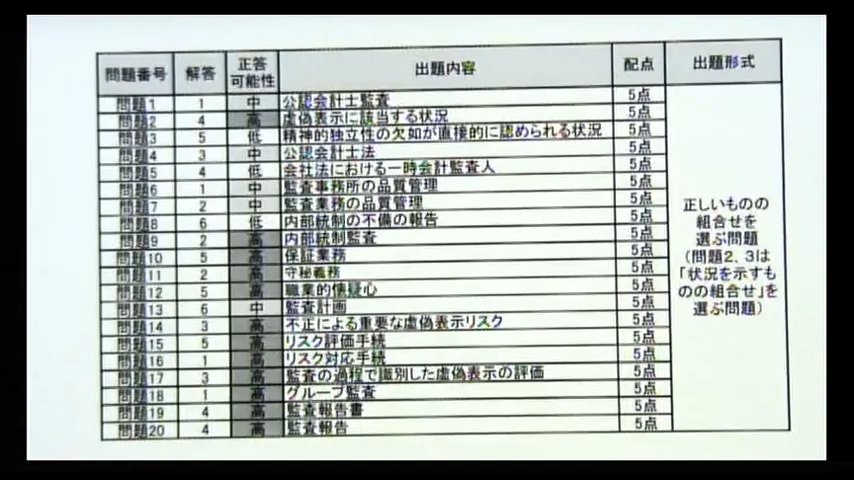 問題番号 解答 正答可能性 出題内容 配点 出題形式
問題1 1 中 公認会計士監査 5点
問題2 4 高 虚偽表示に該当する状況 5点
問題3 5 低 精神的独立性の欠如が直接的に認められる状況 5点
問題4 3 中 公認会計士法 5点
問題5 4 低 会社法における一時会計監査人 5点
問題6 1 中 監査事務所の品質管理 5点
問題7 2 中 監査業務の品質管理 5点
問題8 6 低 内部統制の不備の報告 5点
問題9 2 高 内部統制監査 5点
問題10 5 高 保証業務 5点
問題11 2 高 守秘義務 5点
問題12 5 高 職業的懐疑心 5点
問題13 6 中 監査計画 5点
問題14 3 高 不正による重要な虚偽表示リスク 5点
問題15 5 高 リスク評価手続 5点
問題16 1 高 リスク対応手続 5点
問題17 3 高 監査の過程で識別した虚偽表示の評価 5点
問題18 1 高 グループ監査 5点
問題19 4 高 監査報告書 5点
問題20 4 高 監査報告 5点
正しいものの
組合せを
選ぶ問題
(問題2、3は
「状況を示すも
のの組合せ」を
選ぶ問題)